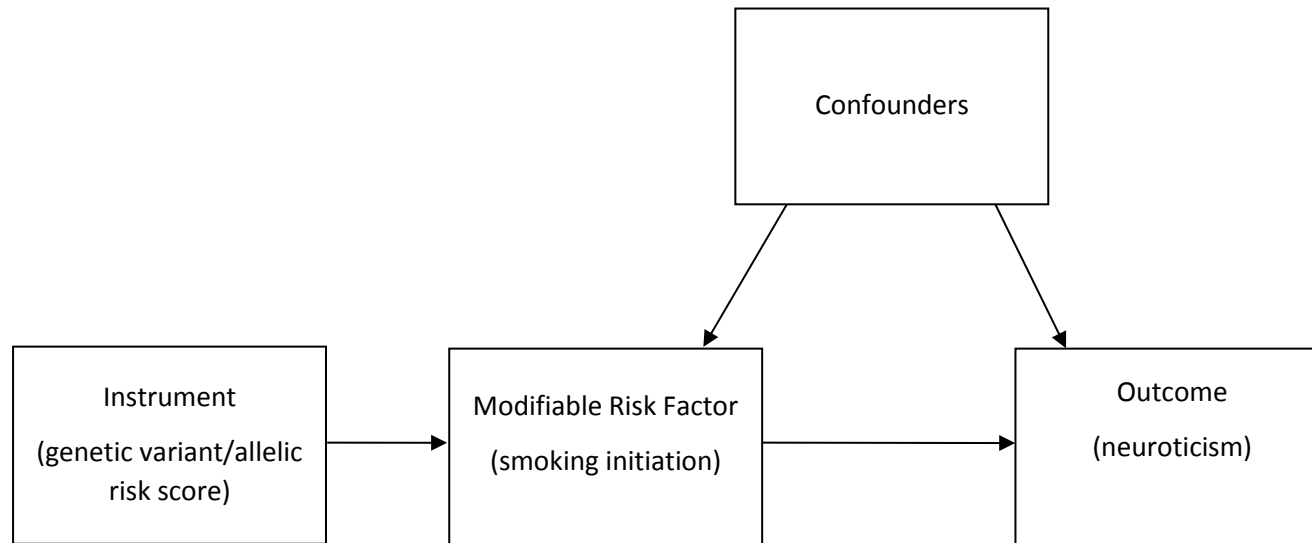 Confounders
Instrument
(genetic variant/allelic
risk score)
Modifiable Risk Factor
(smoking initiation)
Outcome
(neuroticism)